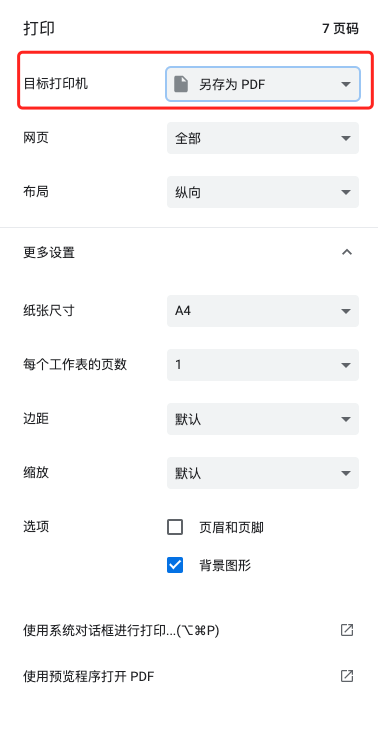 打印 7 页码
目标打印机 另存为 PDF
网页 全部
布局 纵向
更多设置
纸张尺寸 A4
每个工作表的页数 1
边距 默认
缩放 默认
选项 页眉和页脚
背景图形
使用系统对话框进行打印...(⌥⌘P)
使用预览程序打开 PDF